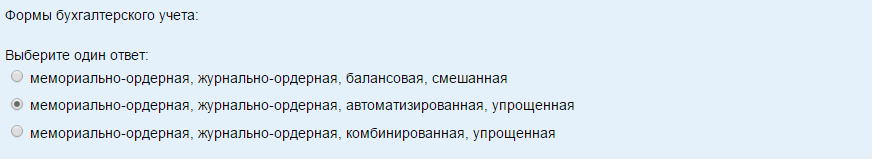 Формы бухгалтерского учета:
Выберите один ответ:
мемориально-ордерная, журнально-ордерная, балансовая, смешанная
мемориально-ордерная, журнально-ордерная, автоматизированная, упрощенная
мемориально-ордерная, журнально-ордерная, комбинированная, упрощенная